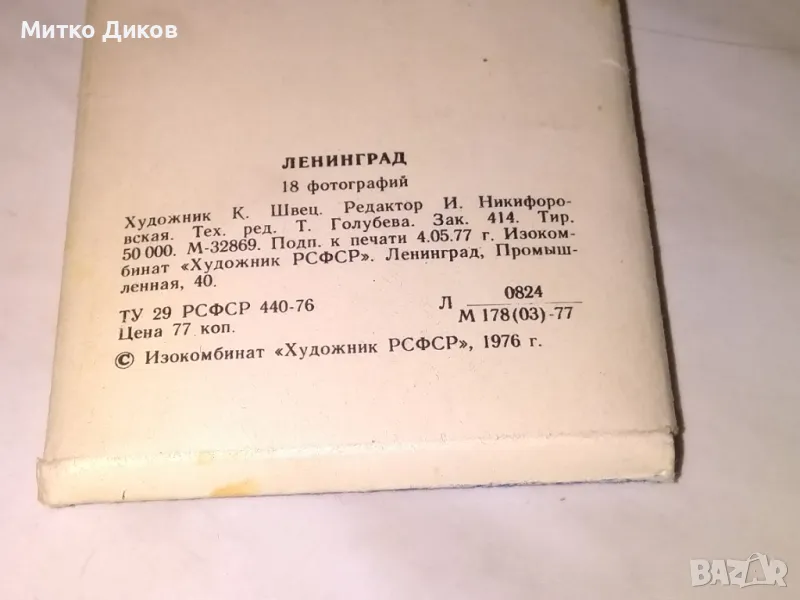 Митко Диков
ЛЕНИНГРАД
18 фотографий
Художник К. Швец. Редактор И. Никифоро-
вская. Тех. ред. Т. Голубева. Зак. 414. Тир.
50 000. М-32869. Подп. к печати 4.05.77 г. Изоком-
бинат «Художник РСФСР». Ленинград, Промыш-
ленная, 40.
ТУ 29 РСФСР 440-76
Цена 77 коп.
Л 0824
М 178(03)-77
© Изокомбинат «Художник РСФСР», 1976 г.
BAZAR